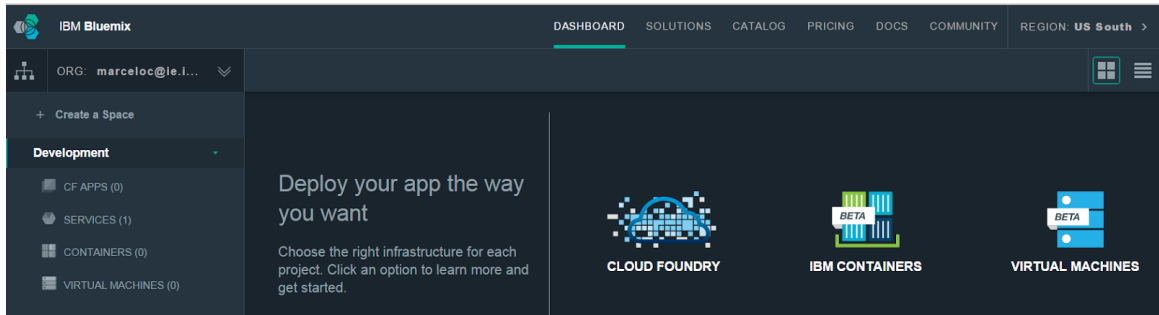 IBM Bluemix
DASHBOARD SOLUTIONS CATALOG PRICING DOCS COMMUNITY REGION: US South >
ORG: marceloc@ie.i...
+ Create a Space
Development
CF APPS (0)
SERVICES (1)
CONTAINERS (0)
VIRTUAL MACHINES (0)
Deploy your app the way
you want
Choose the right infrastructure for each
project. Click an option to learn more and
get started.
CLOUD FOUNDRY
BETA
IBM CONTAINERS
BETA
VIRTUAL MACHINES